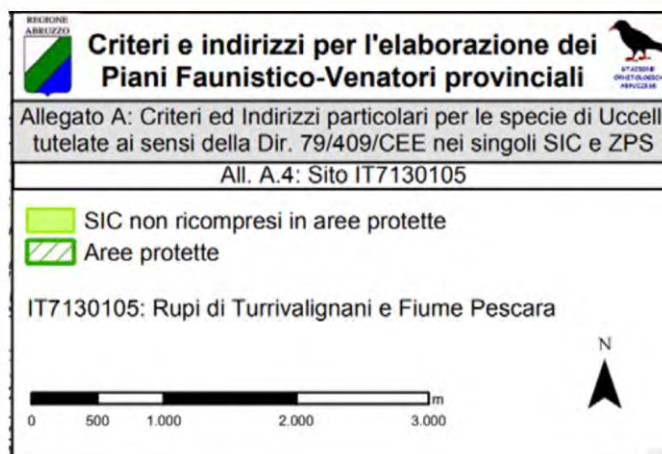 REGIONE
ABRUZZO
Criteri e indirizzi per l'elaborazione dei
Piani Faunistico-Venatori provinciali
STAZIONE
ORNITOLOGICA
ABRUZZESE
Allegato A: Criteri ed Indirizzi particolari per le specie di Uccell
tutelate ai sensi della Dir. 79/409/CEE nei singoli SIC e ZPS
All. A.4: Sito IT7130105
SIC non ricompresi in aree protette
Aree protette
IT7130105: Rupi di Turrivalignani e Fiume Pescara
N
m
0 500 1.000 2.000 3.000